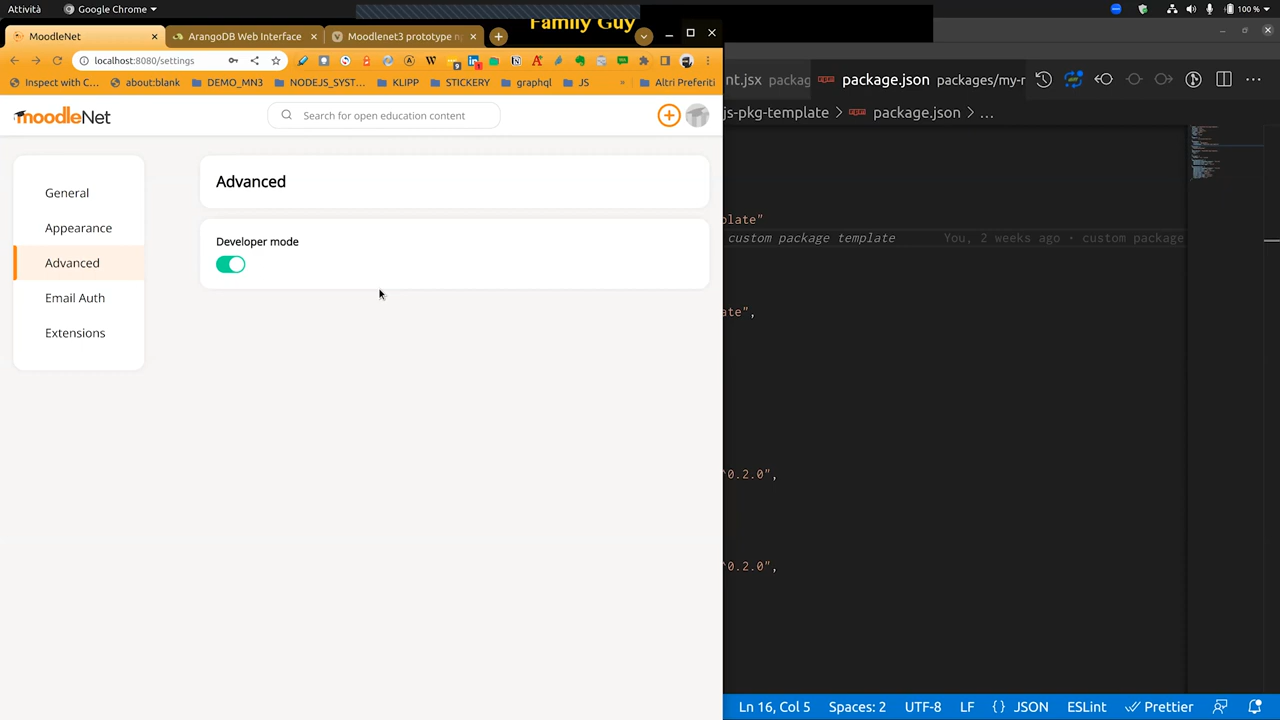 Attività
Google Chrome
100 %
Family Guy
MoodleNet
ArangoDB Web Interface
Moodlenet3 prototype n
localhost:8080/settings
Inspect with C...
about:blank
DEMO_MN3
NODEJS_SYST...
KLIPP
STICKERY
graphql
JS
»
Altri Preferiti
moodleNet
Search for open education content
General
Appearance
Advanced
Email Auth
Extensions
Advanced
Developer mode
nt.jsx packag
package.json packages/my-r
js-pkg-template > package.json > ...
plate"
custom package template You, 2 weeks ago • custom package
ate",
^0.2.0",
^0.2.0",
Ln 16, Col 5 Spaces: 2 UTF-8 LF {} JSON ESLint Prettier